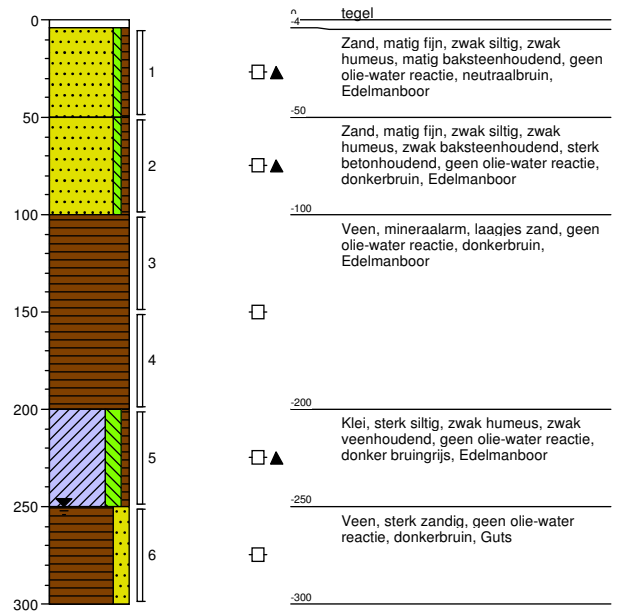 0
tegel
-4
Zand, matig fijn, zwak siltig, zwak
humeus, matig baksteenhoudend, geen
olie-water reactie, neutraalbruin,
Edelmanboor
1
50
-50
Zand, matig fijn, zwak siltig, zwak
humeus, zwak baksteenhoudend, sterk
betonhoudend, geen olie-water reactie,
donkerbruin, Edelmanboor
2
100
-100
Veen, mineraalarm, laagjes zand, geen
olie-water reactie, donkerbruin,
Edelmanboor
3
150
4
200
-200
Klei, sterk siltig, zwak humeus, zwak
veenhoudend, geen olie-water reactie,
donker bruingrijs, Edelmanboor
5
250
-250
Veen, sterk zandig, geen olie-water
reactie, donkerbruin, Guts
6
300
-300